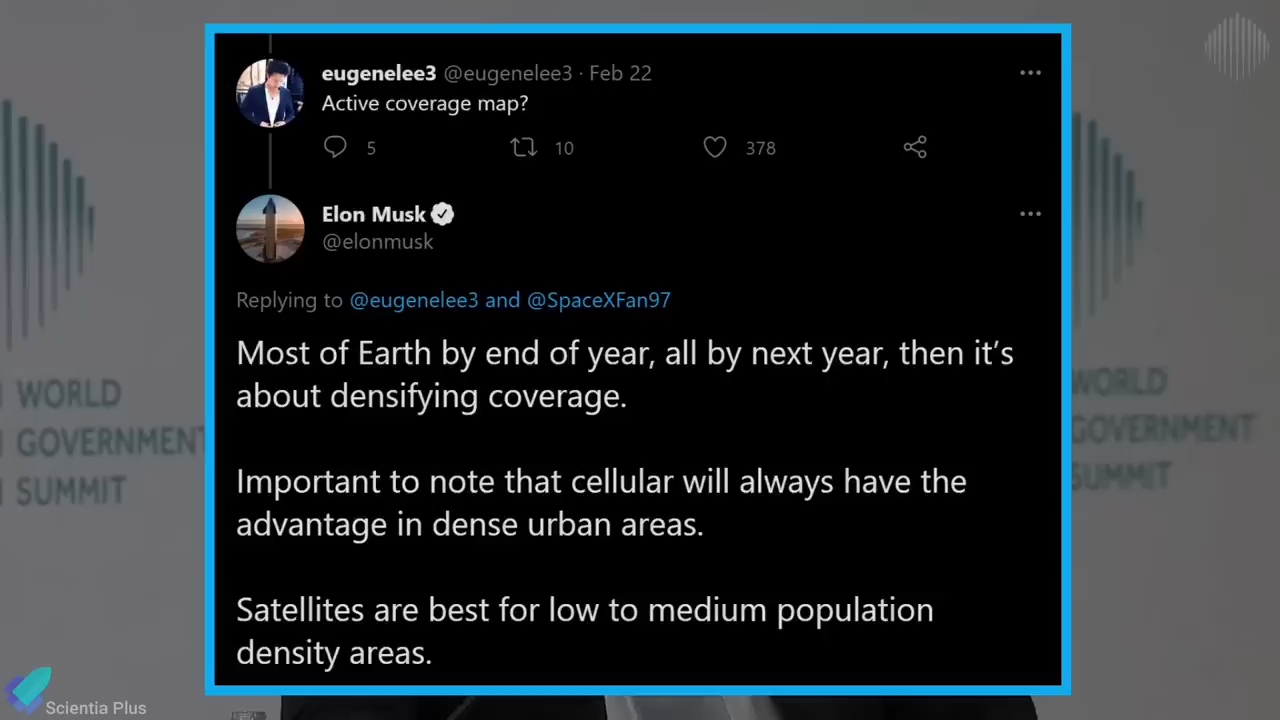 eugenelee3 @eugenelee3 · Feb 22
Active coverage map?
5 10 378
Elon Musk
@elonmusk
Replying to @eugenelee3 and @SpaceXFan97
Most of Earth by end of year, all by next year, then it’s
about densifying coverage.
Important to note that cellular will always have the
advantage in dense urban areas.
Satellites are best for low to medium population
density areas.
WORLD
GOVERNMENT
SUMMIT
WORLD
GOVERNMENT
SUMMIT
Scientia Plus